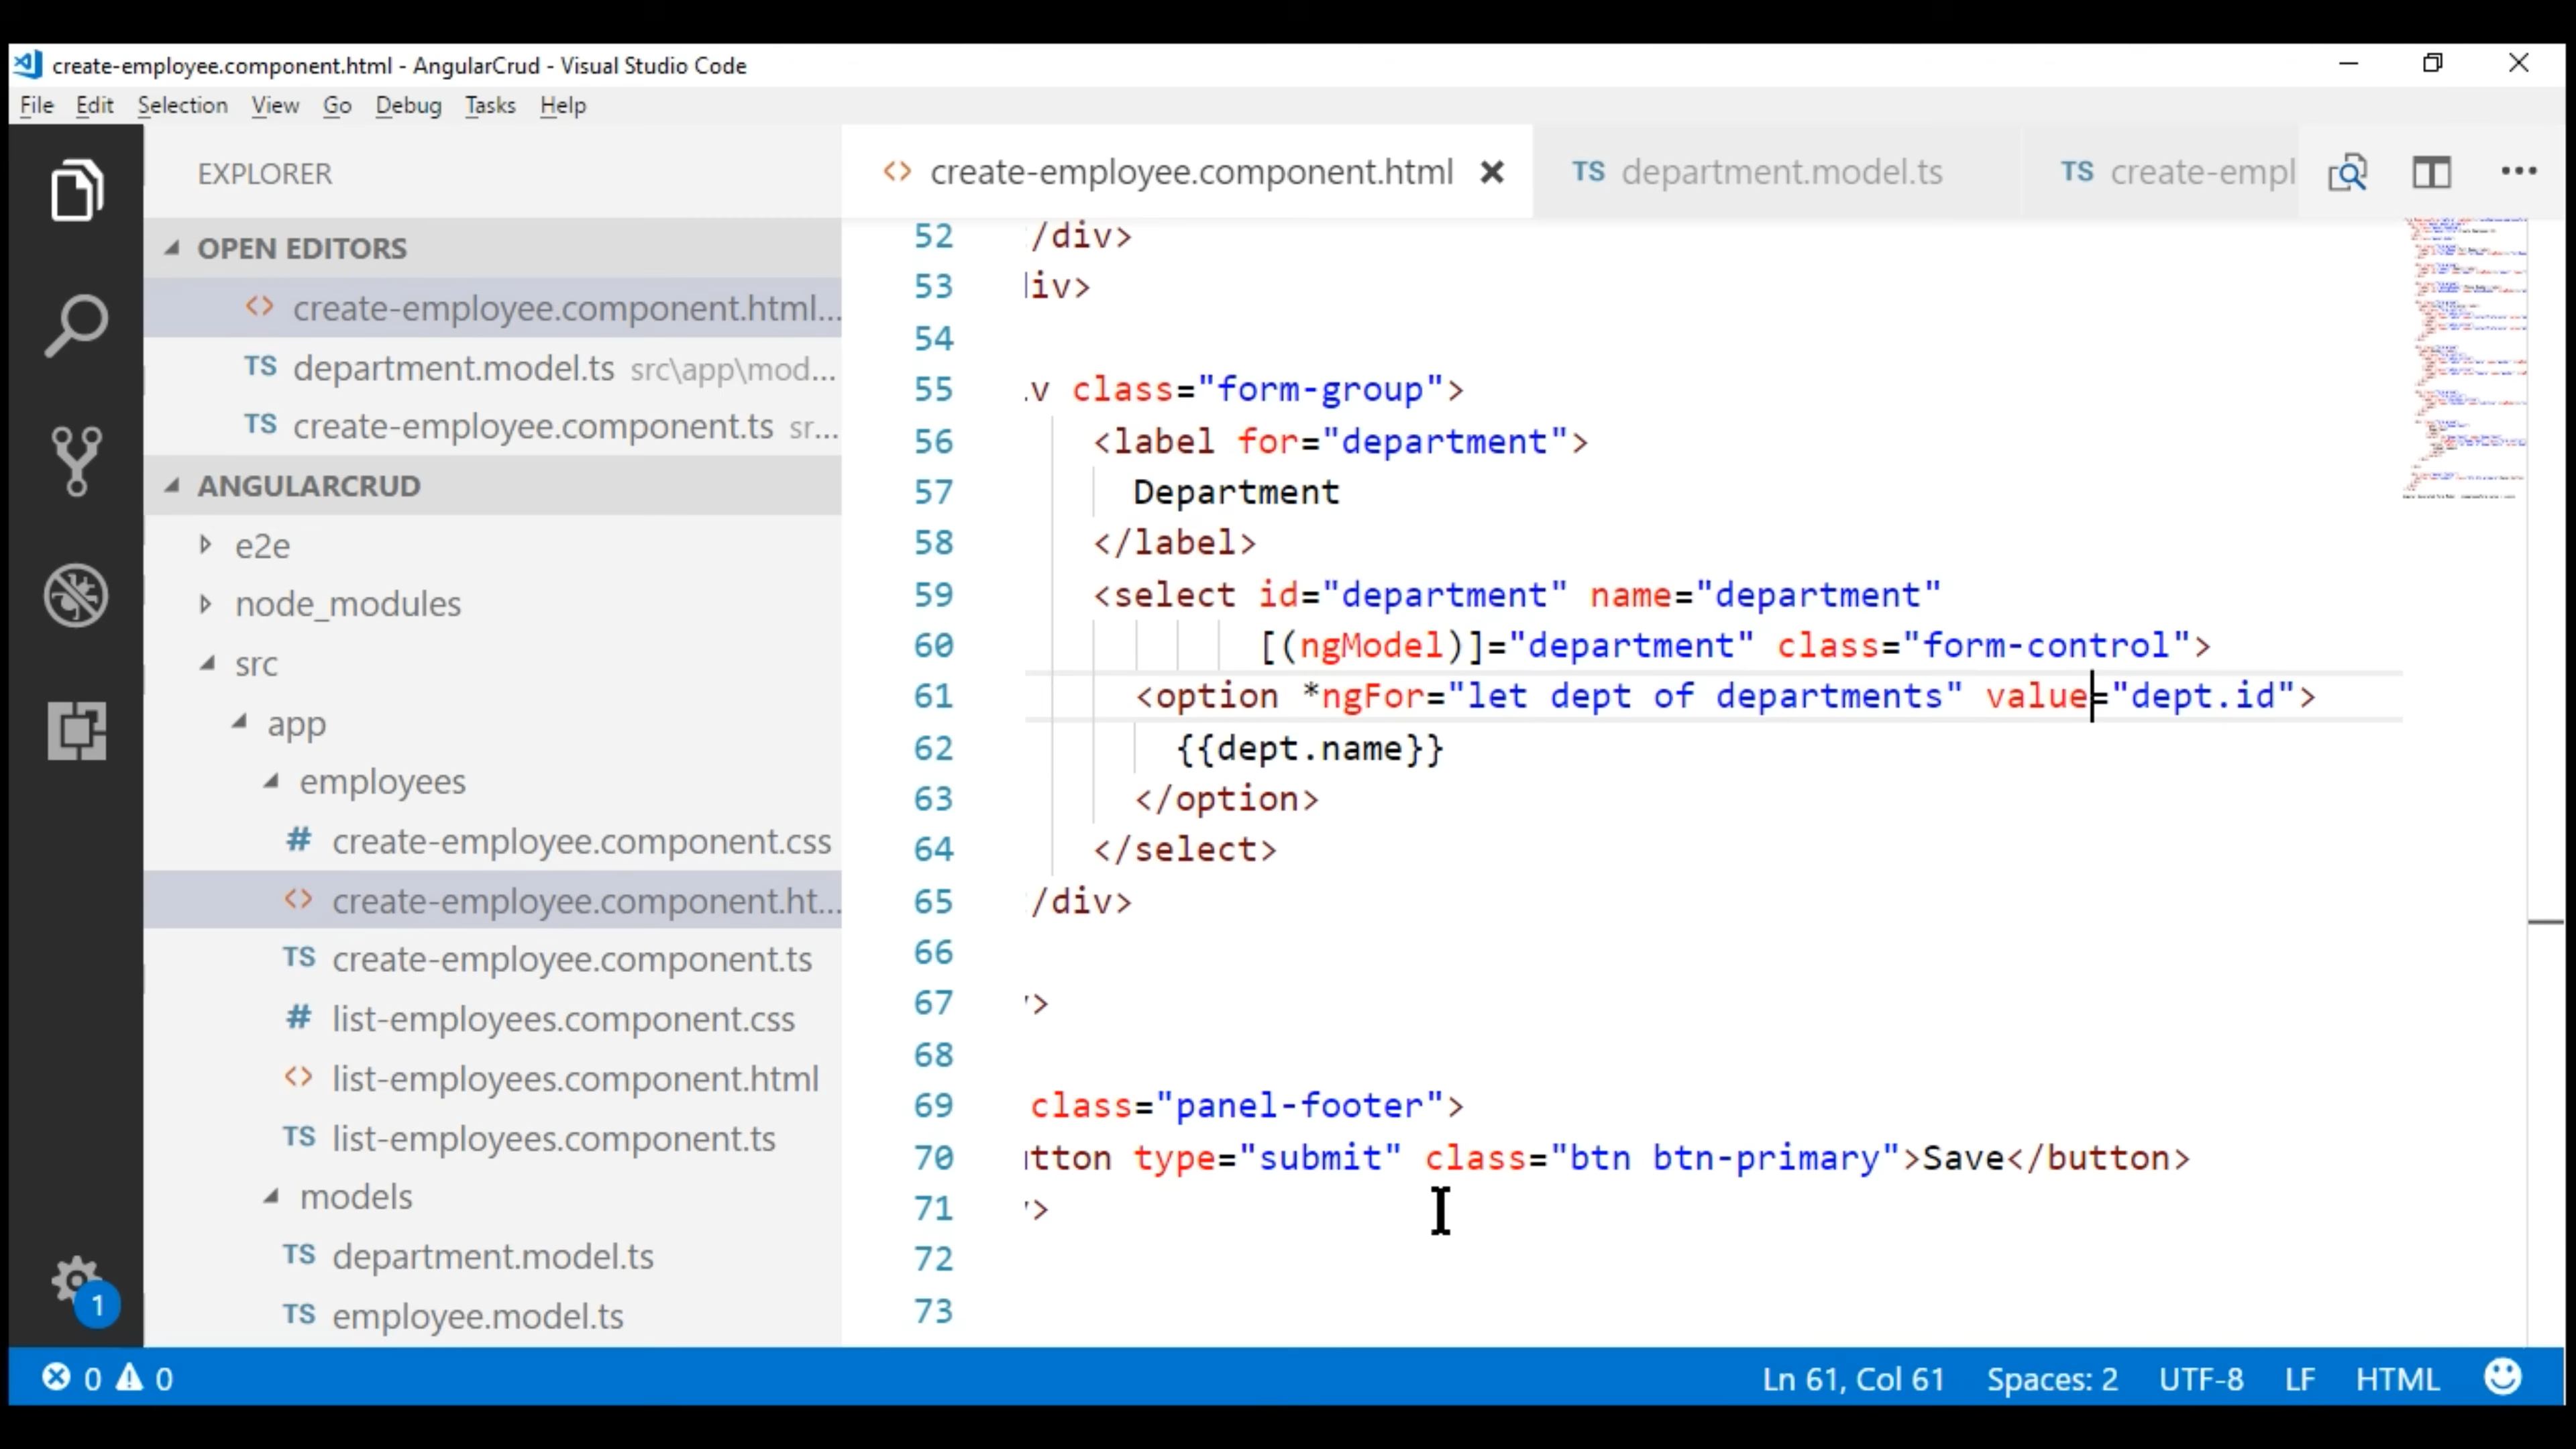 create-employee.component.html - AngularCrud - Visual Studio Code
File Edit Selection View Go Debug Tasks Help
EXPLORER
OPEN EDITORS
create-employee.component.html...
TS department.model.ts src\app\mod...
TS create-employee.component.ts sr...
ANGULARCRUD
e2e
node_modules
src
app
employees
# create-employee.component.css
<> create-employee.component.ht...
TS create-employee.component.ts
# list-employees.component.css
<> list-employees.component.html
TS list-employees.component.ts
models
TS department.model.ts
TS employee.model.ts
1
<> create-employee.component.html TS department.model.ts TS create-empl
52 /div>
53 iv>
54
55 v class="form-group">
56 <label for="department">
57 Department
58 </label>
59 <select id="department" name="department"
60 [(ngModel)]="department" class="form-control">
61 <option *ngFor="let dept of departments" value="dept.id">
62 {{dept.name}}
63 </option>
64 </select>
65 /div>
66
67 >
68
69 class="panel-footer">
70 tton type="submit" class="btn btn-primary">Save</button>
71 >
72
73
0 0 Ln 61, Col 61 Spaces: 2 UTF-8 LF HTML